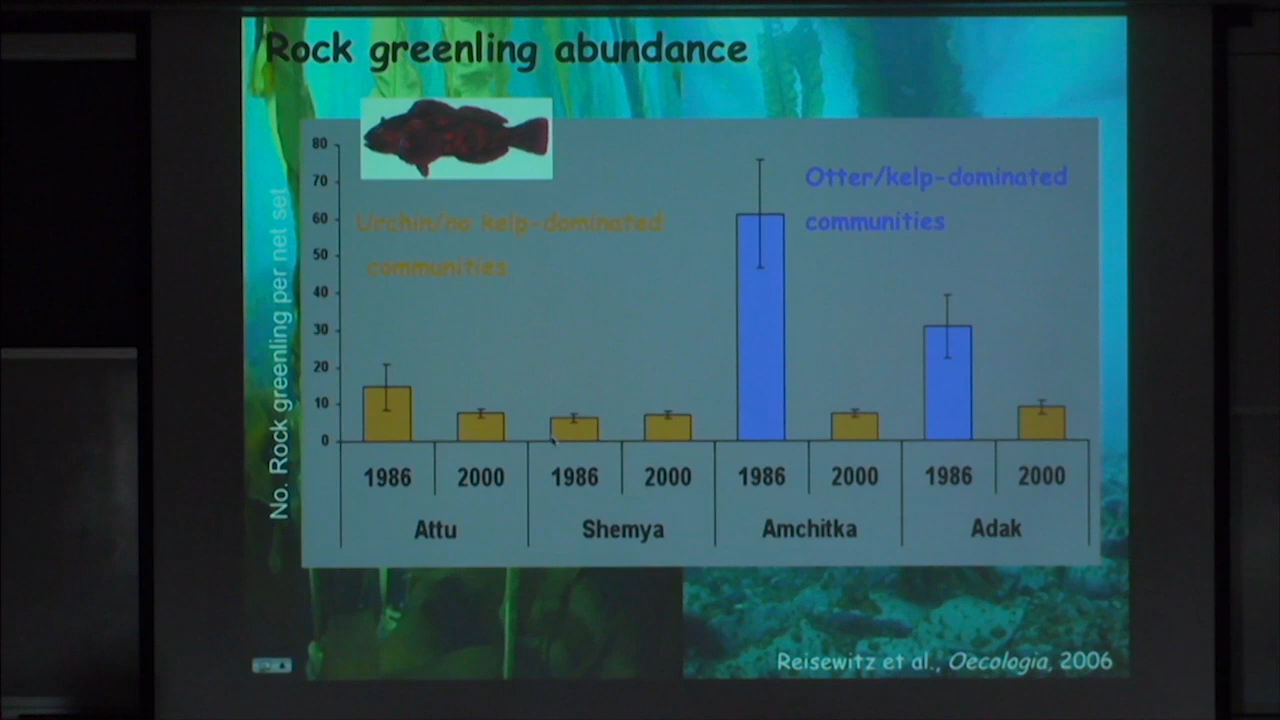 Rock greenling abundance
80
70
60
50
40
30
20
10
0
No. Rock greenling per net set
Urchin/no kelp-dominated
communities
Otter/kelp-dominated
communities
1986 2000 1986 2000 1986 2000 1986 2000
Attu Shemya Amchitka Adak
Reisewitz et al., Oecologia, 2006